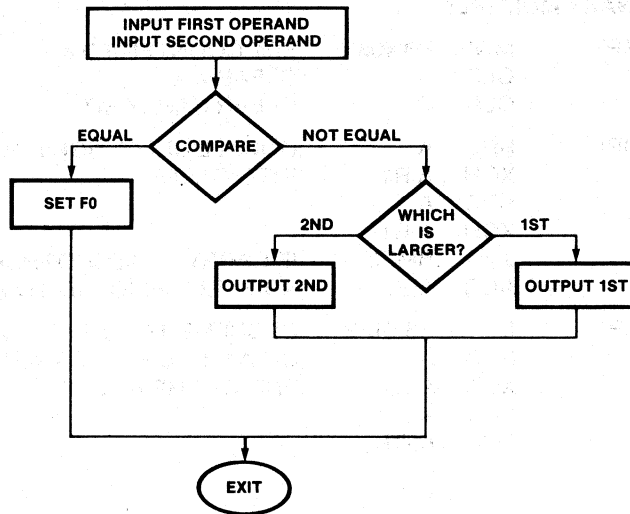 INPUT FIRST OPERAND
INPUT SECOND OPERAND
COMPARE
EQUAL
NOT EQUAL
SET F0
WHICH
IS
LARGER?
2ND
1ST
OUTPUT 2ND
OUTPUT 1ST
EXIT